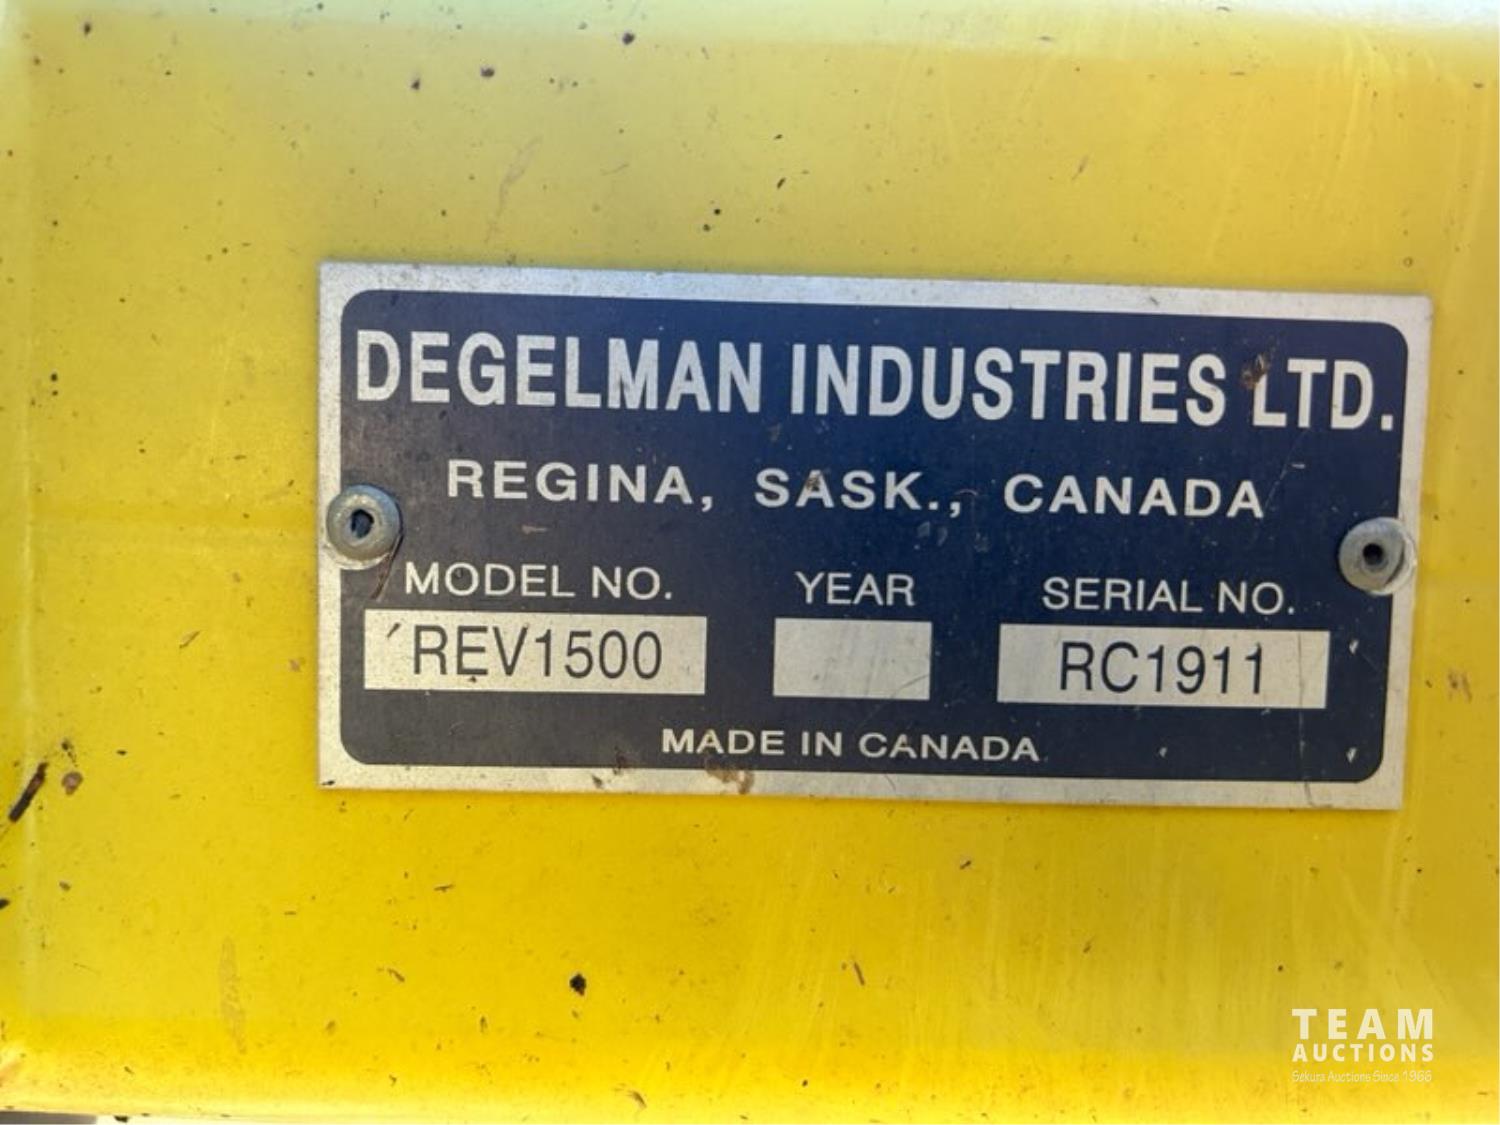 DEGELMAN INDUSTRIES LTD.
REGINA, SASK., CANADA
MODEL NO. YEAR SERIAL NO.
REV1500 RC1911
MADE IN CANADA
TEAM
AUCTIONS
Sekura Auctions Since 1966